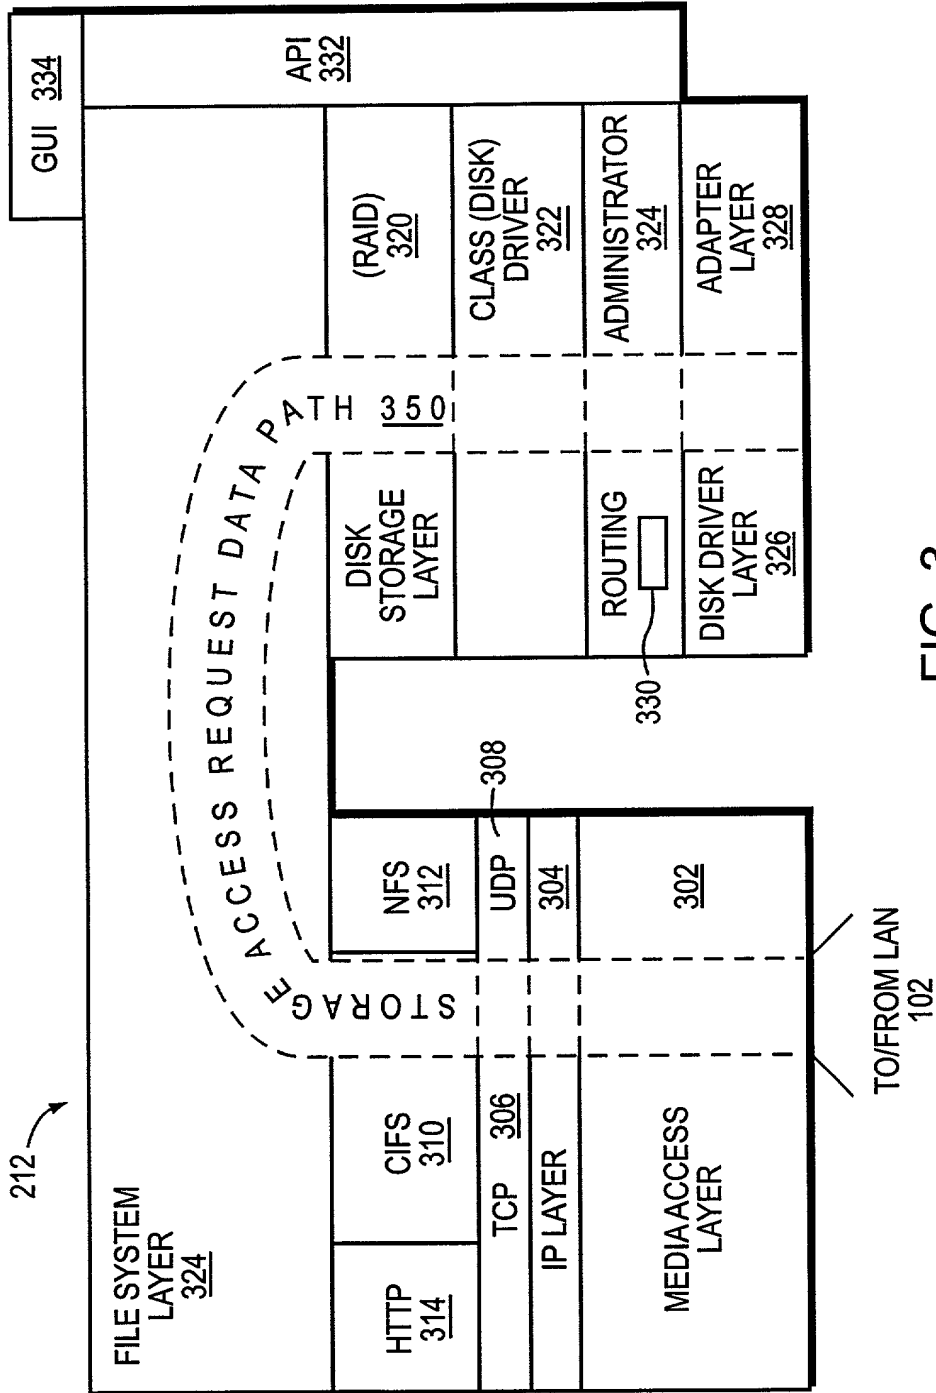 212
GUI 334
FILE SYSTEM
LAYER
324
API
332
STORAGE ACCESS REQUEST DATA PATH 350
HTTP
314
CIFS
310
NFS
312
DISK
STORAGE
LAYER
(RAID)
320
TCP 306
UDP
308
CLASS (DISK)
DRIVER
322
IP LAYER
304
ROUTING
330
ADMINISTRATOR
324
MEDIA ACCESS
LAYER
302
DISK DRIVER
LAYER
326
ADAPTER
LAYER
328
TO/FROM LAN
102
FIG. 3